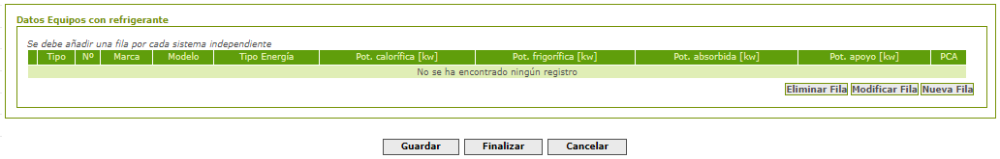 Datos Equipos con refrigerante
Se debe añadir una fila por cada sistema independiente
Tipo Nº Marca Modelo Tipo Energía Pot. calorífica [kw] Pot. frigorífica [kw] Pot. absorbida [kw] Pot. apoyo [kw] PCA
No se ha encontrado ningún registro
Eliminar Fila Modificar Fila Nueva Fila
Guardar Finalizar Cancelar